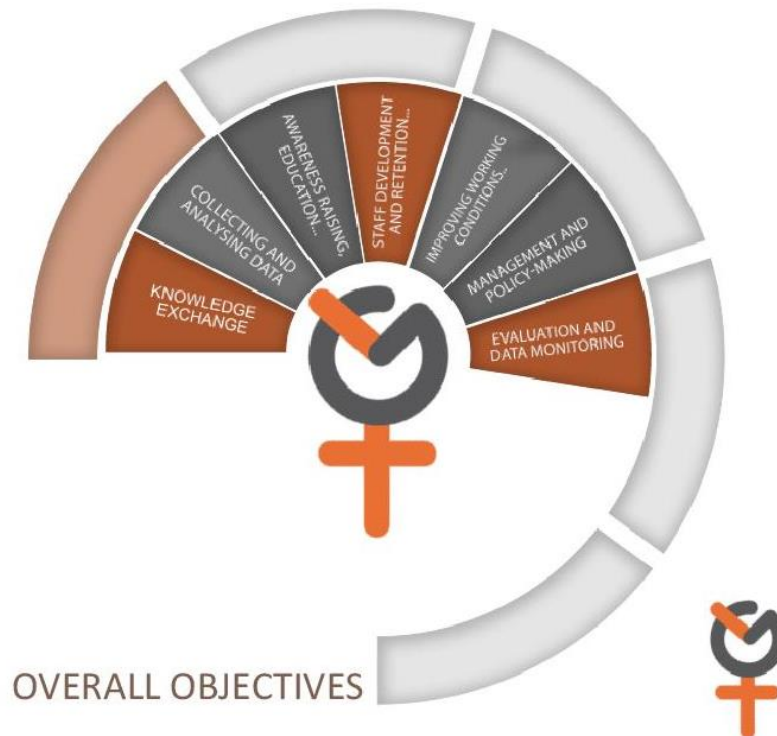 KNOWLEDGE
EXCHANGE
COLLECTING AND
ANALYSING DATA
AWARENESS RAISING,
EDUCATION...
STAFF DEVELOPMENT
AND RETENTION...
IMPROVING WORKING
CONDITIONS..
MANAGEMENT AND
POLICY-MAKING
EVALUATION AND
DATA MONITORING
OVERALL OBJECTIVES